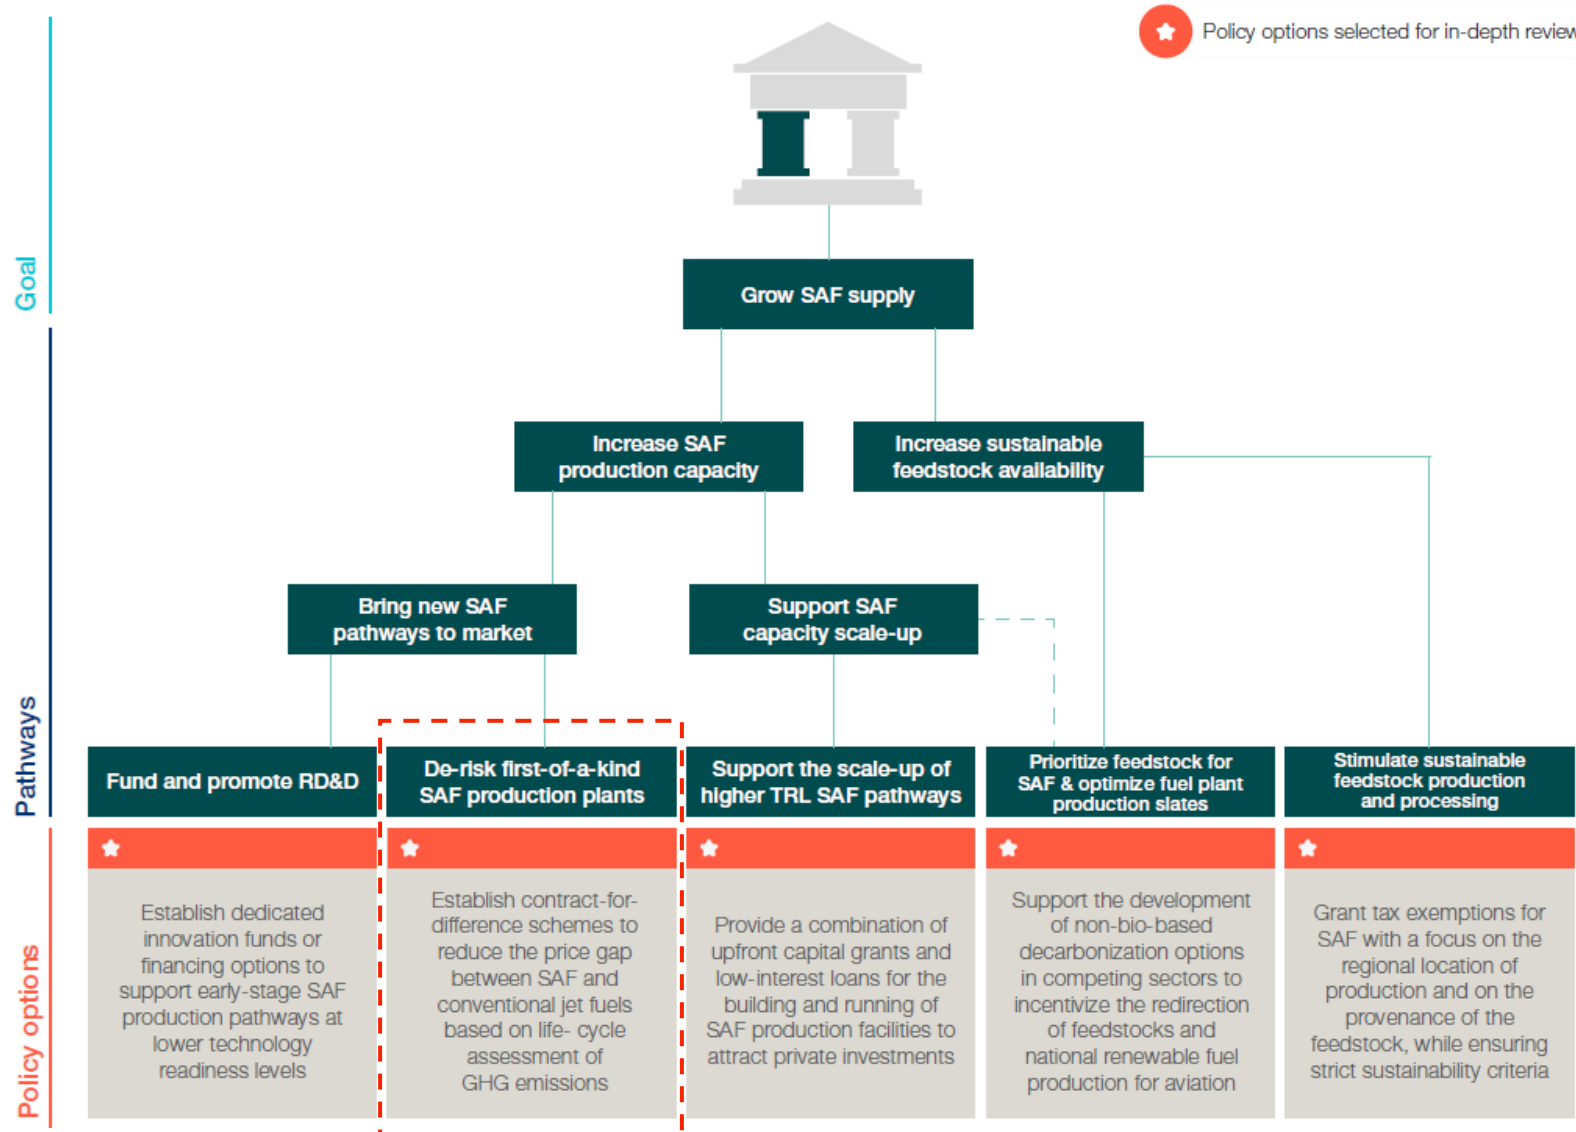 Policy options selected for in-depth review
Goal
Grow SAF supply
Pathways
Increase SAF
production capacity
Increase sustainable
feedstock availability
Bring new SAF
pathways to market
Support SAF
capacity scale-up
Fund and promote RD&D
De-risk first-of-a-kind
SAF production plants
Support the scale-up of
higher TRL SAF pathways
Prioritize feedstock for
SAF & optimize fuel plant
production slates
Stimulate sustainable
feedstock production
and processing
Policy options
Establish dedicated
innovation funds or
financing options to
support early-stage SAF
production pathways at
lower technology
readiness levels
Establish contract-for-
difference schemes to
reduce the price gap
between SAF and
conventional jet fuels
based on life- cycle
assessment of
GHG emissions
Provide a combination of
upfront capital grants and
low-interest loans for the
building and running of
SAF production facilities to
attract private investments
Support the development
of non-bio-based
decarbonization options
in competing sectors to
incentivize the redirection
of feedstocks and
national renewable fuel
production for aviation
Grant tax exemptions for
SAF with a focus on the
regional location of
production and on the
provenance of the
feedstock, while ensuring
strict sustainability criteria